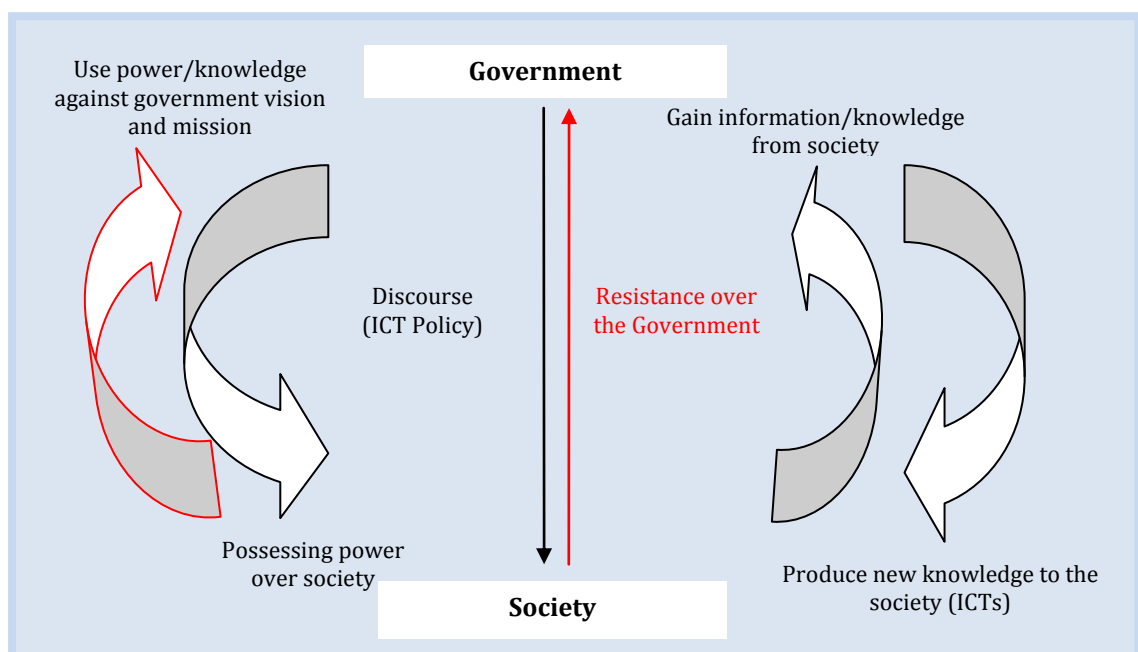 Government
Use power/knowledge
against government vision
and mission
Gain information/knowledge
from society
Discourse
(ICT Policy)
Resistance over
the Government
Possessing power
over society
Produce new knowledge to the
society (ICTs)
Society